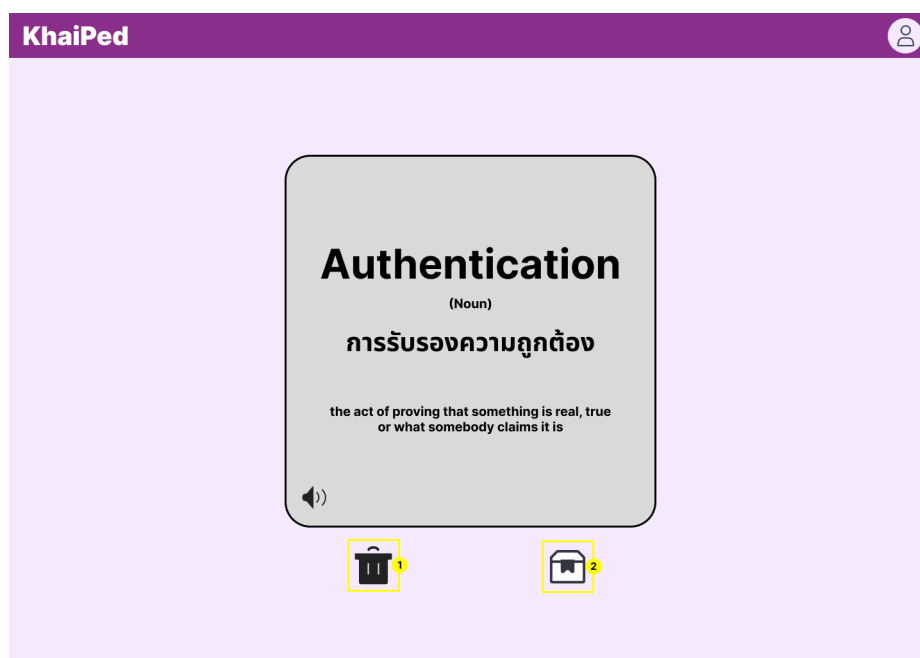 KhaiPed
Authentication
(Noun)
การรับรองความถูกต้อง
the act of proving that something is real, true
or what somebody claims it is
1
2